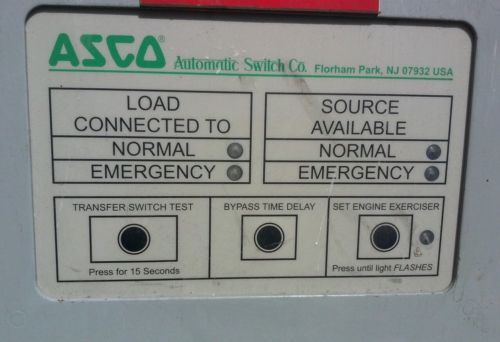 ASCO® Automatic Switch Co. Florham Park, NJ 07932 USA
LOAD
CONNECTED TO
NORMAL
EMERGENCY
SOURCE
AVAILABLE
NORMAL
EMERGENCY
TRANSFER SWITCH TEST
Press for 15 Seconds
BYPASS TIME DELAY
SET ENGINE EXERCISER
Press until light FLASHES